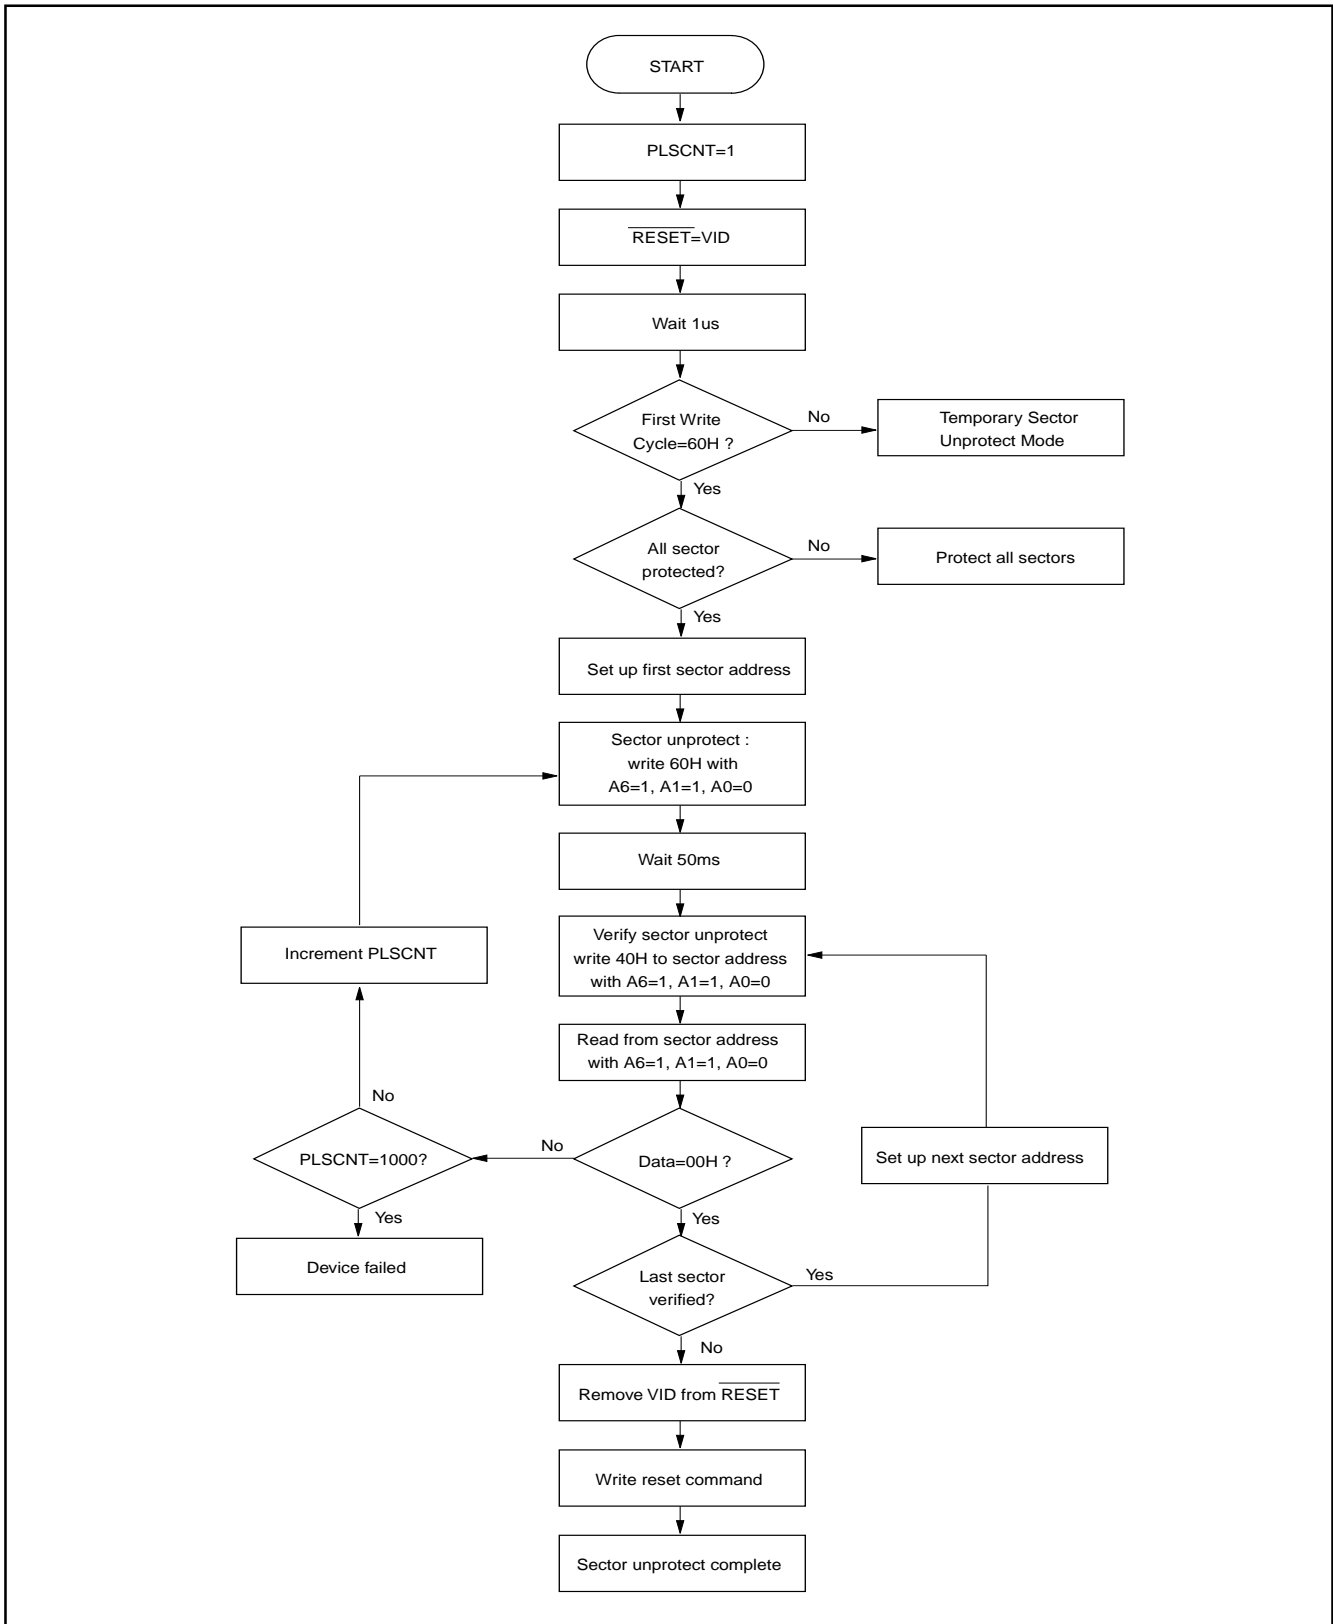 START
PLSCNT=1
RESET=VID
Wait 1us
First Write
Cycle=60H ?
No
Temporary Sector
Unprotect Mode
Yes
All sector
protected?
No
Protect all sectors
Yes
Set up first sector address
Sector unprotect :
write 60H with
A6=1, A1=1, A0=0
Wait 50ms
Increment PLSCNT
Verify sector unprotect
write 40H to sector address
with A6=1, A1=1, A0=0
Read from sector address
with A6=1, A1=1, A0=0
No
PLSCNT=1000?
No
Data=00H ?
Set up next sector address
Yes
Yes
Device failed
Last sector
verified?
Yes
No
Remove VID from RESET
Write reset command
Sector unprotect complete